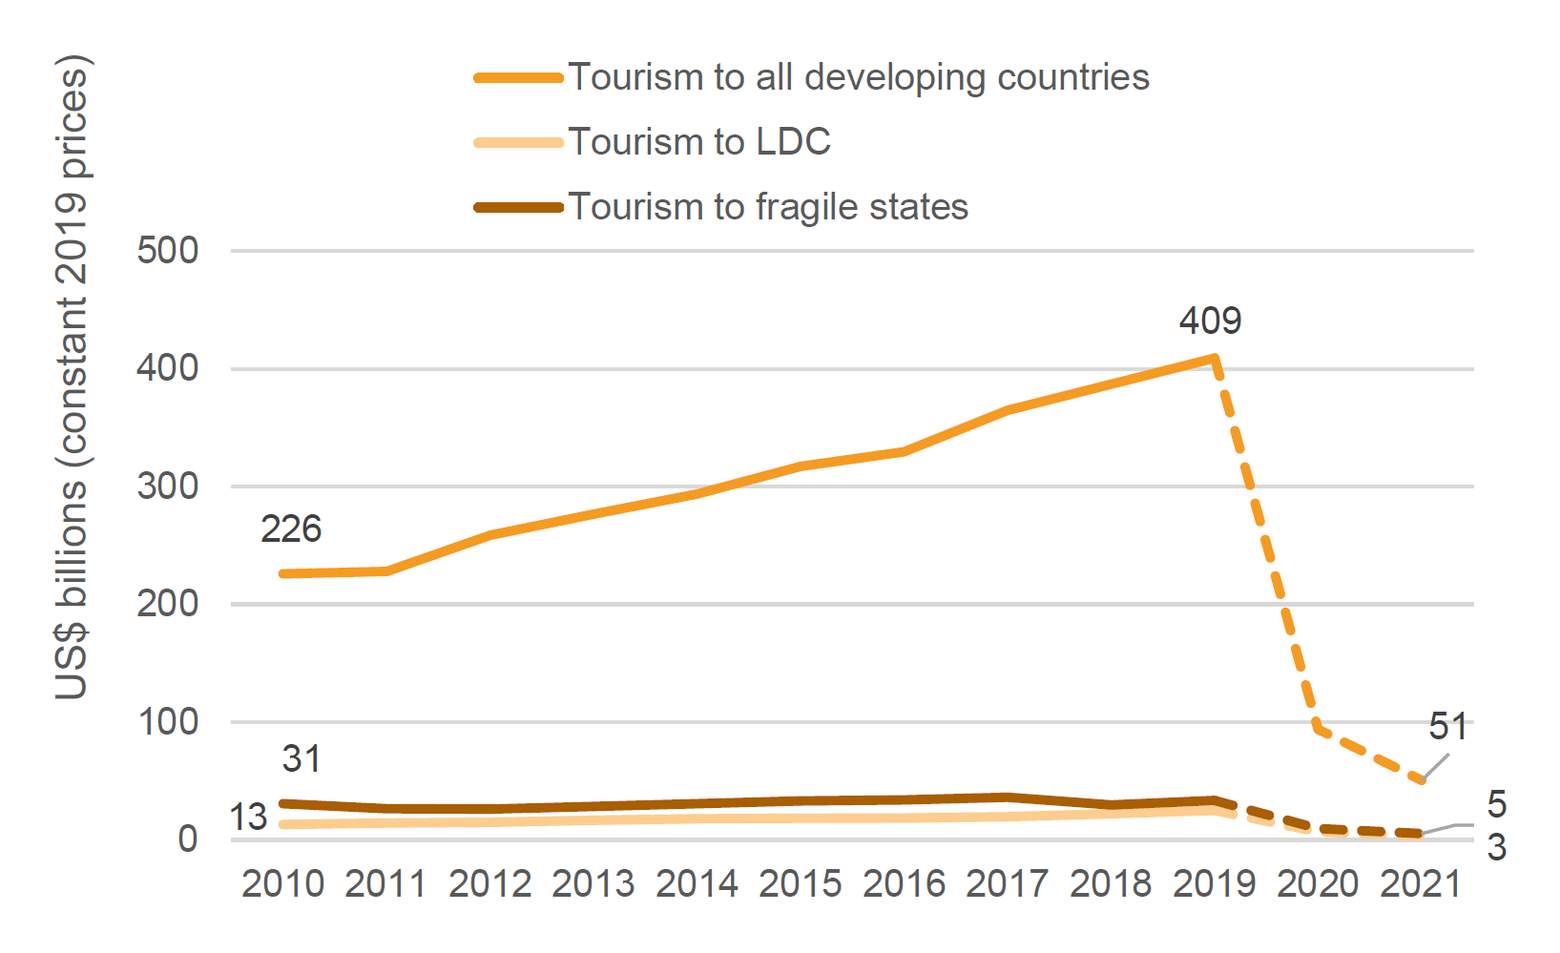 US$ billions (constant 2019 prices)
Tourism to all developing countries
Tourism to LDC
Tourism to fragile states
500
400
300
200
100
0
409
226
31
13
51
5
3
2010 2011 2012 2013 2014 2015 2016 2017 2018 2019 2020 2021